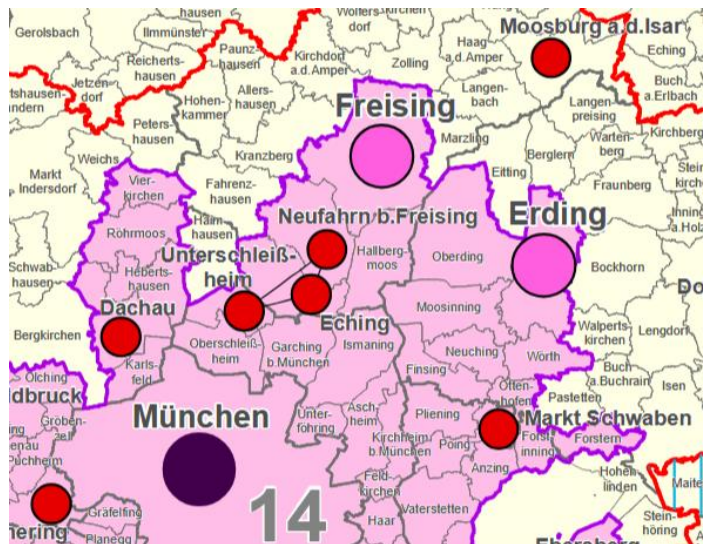 Gerolsbach
Ilmmünster
Paunz-
hausen
Kirchdorf
a.d.Amper
Zolling
Haag
a.d.Amper
Moosburg a.d.Isar
Eching
Reicherts-
hausen
Jetzen-
dorf
Allers-
hausen
Hohen-
kammer
Langen-
bach
Buch
a.Erlbach
Peters-
hausen
Freising
Langen-
preising
Marzling
Warten-
berg
Kirchberg
Weichs
Kranzberg
Berglern
Markt
Indersdorf
Vier-
kirchen
Fahrenz-
hausen
Eitting
Fraunberg
Erding
Röhrmoos
Haim
hausen
Neufahrn b.Freising
Hallberg-
moos
Oberding
Bockhorn
Schwab-
hausen
Heberts-
hausen
Unterschleiß-
heim
Dachau
Moosinning
Bergkirchen
Eching
Oberschleiß-
heim
Garching
b.München
Ismaning
Walperts-
kirchen
Lengdorf
Karls-
feld
Neuching
Wörth
Finsing
Buch
a.Buchrain
Isen
Olching
ldbruck
Otten-
hofen
Pastetten
München
Unter-
föhring
Asch-
heim
Pliening
Markt Schwaben
Gröben-
zell
Kirchheim
b.München
Poing
Forst
inning
Forstern
Puchheim
Anzing
Feld-
kirchen
Hohen
linden
Maite
14
Haar
Vaterstetten
Gräfelfing
Stein-
höring
Planegg